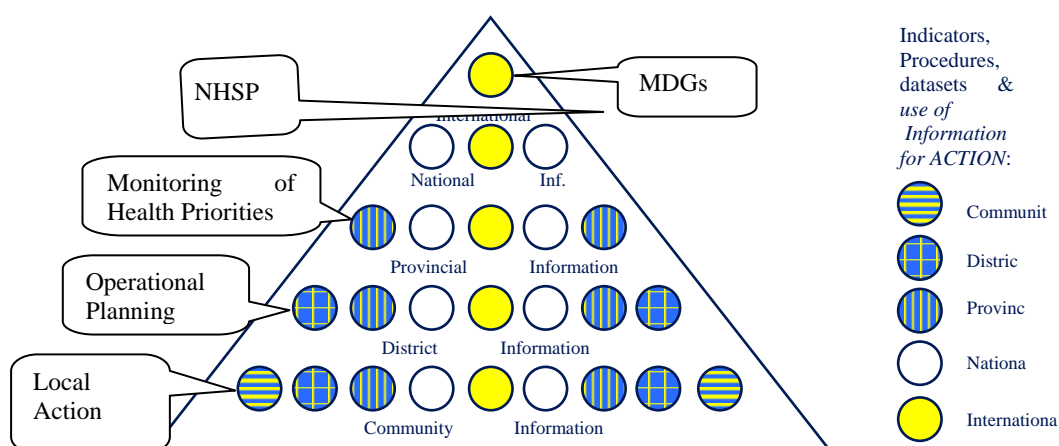 NHSP
MDGs
International
National Inf.
Monitoring of
Health Priorities
Provincial Information
Operational
Planning
District Information
Local
Action
Community Information
Indicators,
Procedures,
datasets &
use of
Information
for ACTION:
Communit
Distric
Provinc
Nationa
Internationa